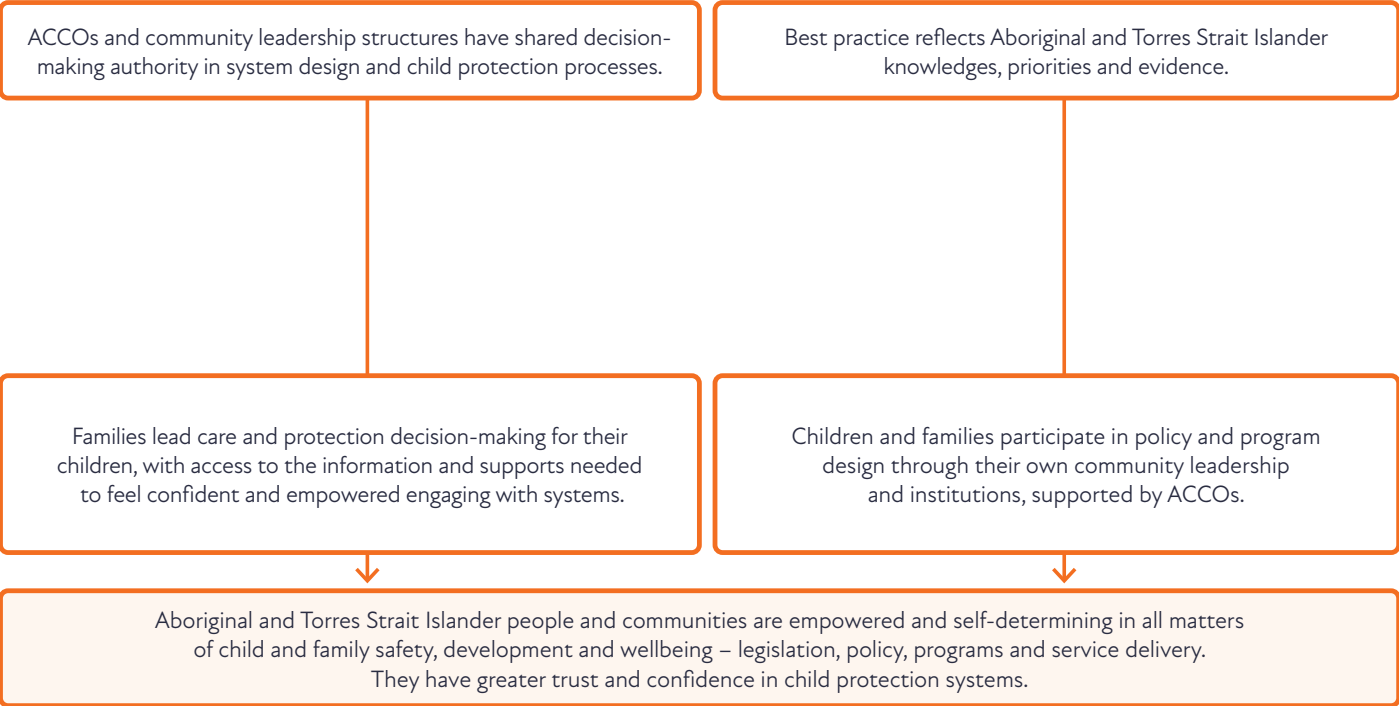 ACCOs and community leadership structures have shared decision-
making authority in system design and child protection processes.
Best practice reflects Aboriginal and Torres Strait Islander
knowledges, priorities and evidence.
Families lead care and protection decision-making for their
children, with access to the information and supports needed
to feel confident and empowered engaging with systems.
Children and families participate in policy and program
design through their own community leadership
and institutions, supported by ACCOs.
Aboriginal and Torres Strait Islander people and communities are empowered and self-determining in all matters
of child and family safety, development and wellbeing – legislation, policy, programs and service delivery.
They have greater trust and confidence in child protection systems.